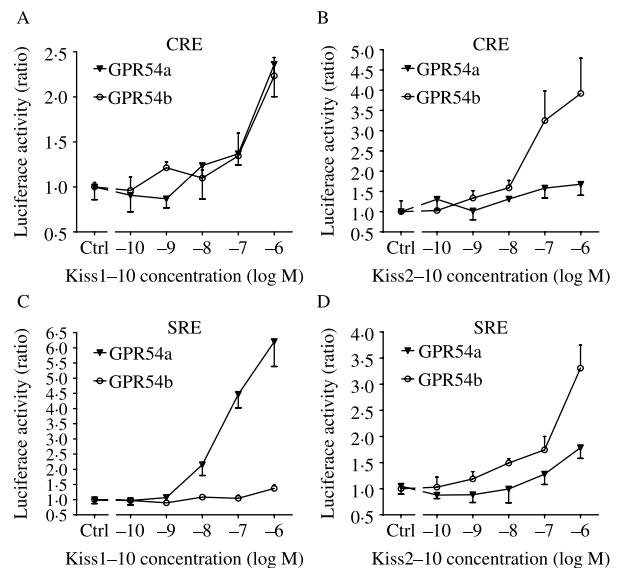 A
CRE
GPR54a
GPR54b
Luciferace activity (ratio)
2·5
2·0
1·5
1·0
0·5
Ctrl –10 –9 –8 –7 –6
Kiss1–10 concentration (log M)
B
CRE
GPR54a
GPR54b
Luciferace activity (ratio)
5·0
4·5
4·0
3·5
3·0
2·5
2·0
1·5
1·0
0·5
Ctrl –10 –9 –8 –7 –6
Kiss2–10 concentration (log M)
C
SRE
GPR54a
GPR54b
Luciferace activity (ratio)
6·5
6·0
5·5
5·0
4·5
4·0
3·5
3·0
2·5
2·0
1·5
1·0
0·5
Ctrl –10 –9 –8 –7 –6
Kiss1–10 concentration (log M)
D
SRE
GPR54a
GPR54b
Luciferace activity (ratio)
4·0
3·5
3·0
2·5
2·0
1·5
1·0
0·5
Ctrl –10 –9 –8 –7 –6
Kiss2–10 concentration (log M)